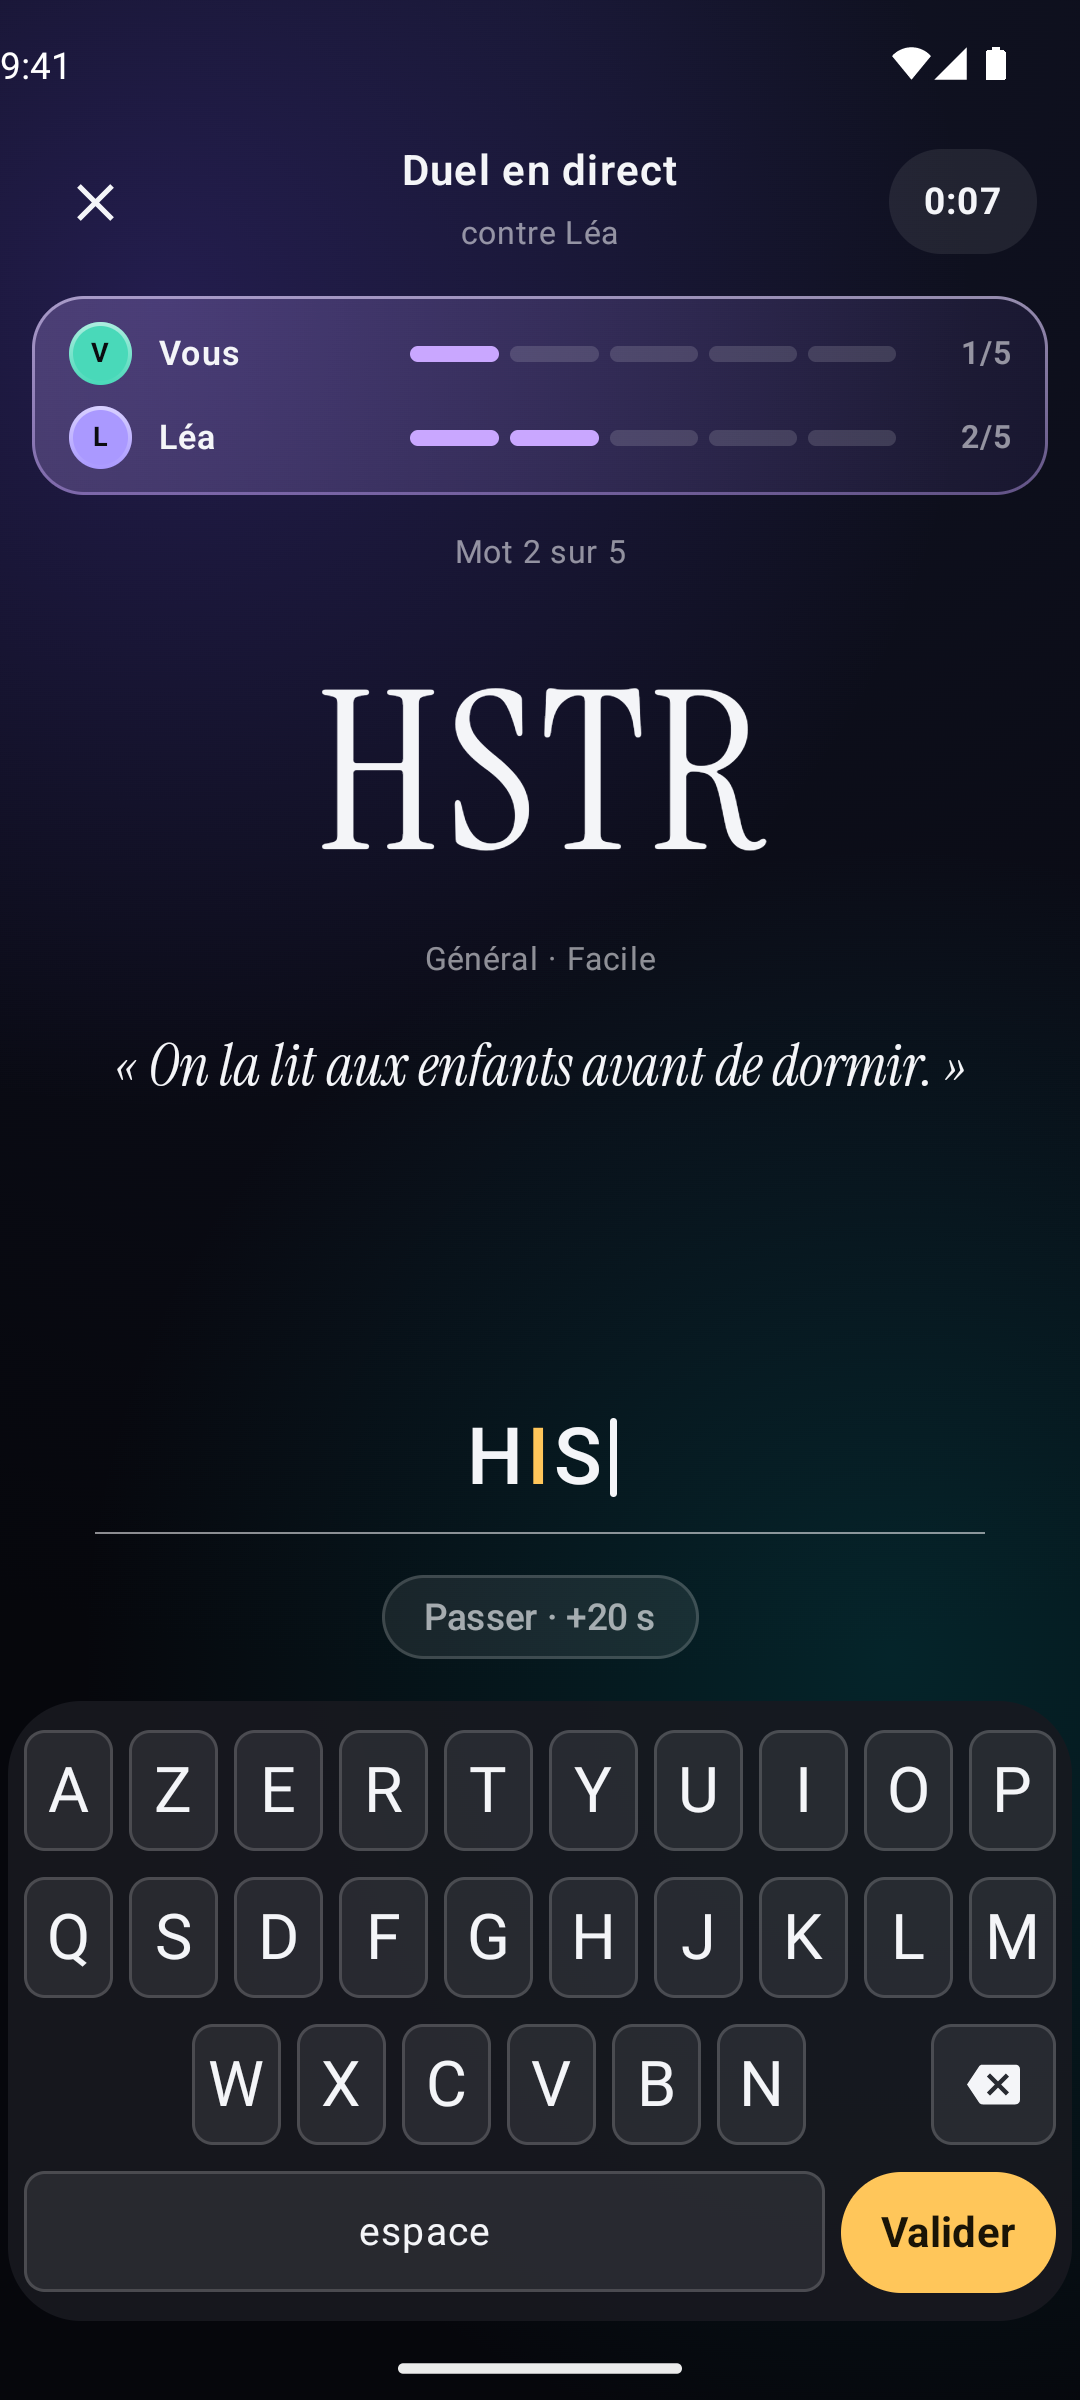 9:41
Duel en direct
contre Léa
0:07
V Vous 1/5
L Léa 2/5
Mot 2 sur 5
HSTR
Général · Facile
« On la lit aux enfants avant de dormir. »
HIS
Passer · +20 s
A Z E R T Y U I O P
Q S D F G H J K L M
W X C V B N
espace Valider